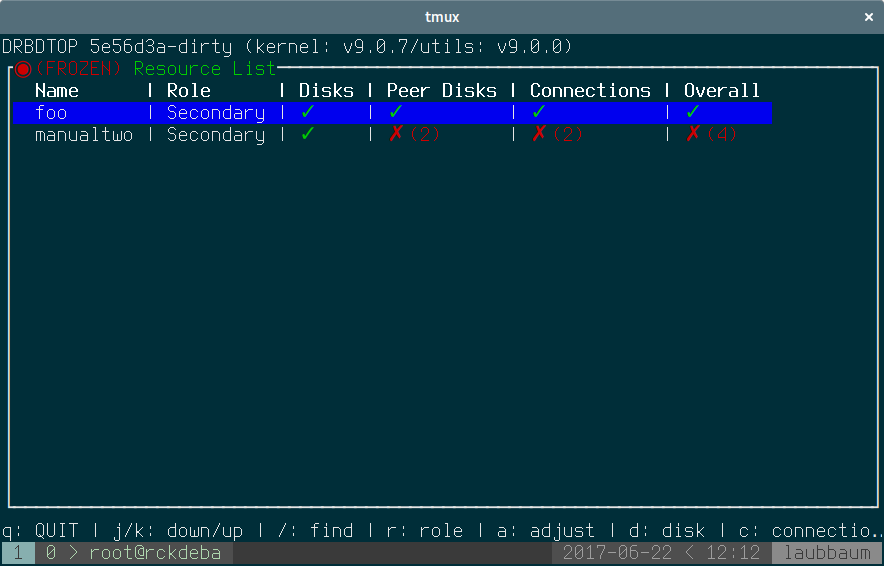 tmux ×
DRBDTOP 5e56d3a-dirty (kernel: v9.0.7/utils: v9.0.0)
(FROZEN) Resource List
Name | Role | Disks | Peer Disks | Connections | Overall
foo | Secondary | ✓ | ✓ | ✓ | ✓
manualtwo | Secondary | ✓ | ✗(2) | ✗(2) | ✗(4)
q: QUIT | j/k: down/up | /: find | r: role | a: adjust | d: disk | c: connectio..
1 0 > root@rckdeba 2017-06-22 < 12:12 laubbaum